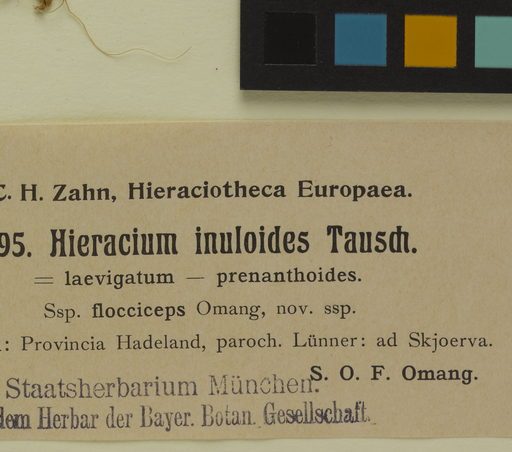 C. H. Zahn, Hieraciotheca Europaea.
95. Hieracium inuloides Tausch.
= laevigatum — prenanthoides.
Ssp. flocciceps Omang, nov. ssp.
: Provincia Hadeland, paroch. Lünner: ad Skjoerva.
S. O. F. Omang.
Staatsherbarium München.
dem Herbar der Bayer. Botan. Gesellschaft.